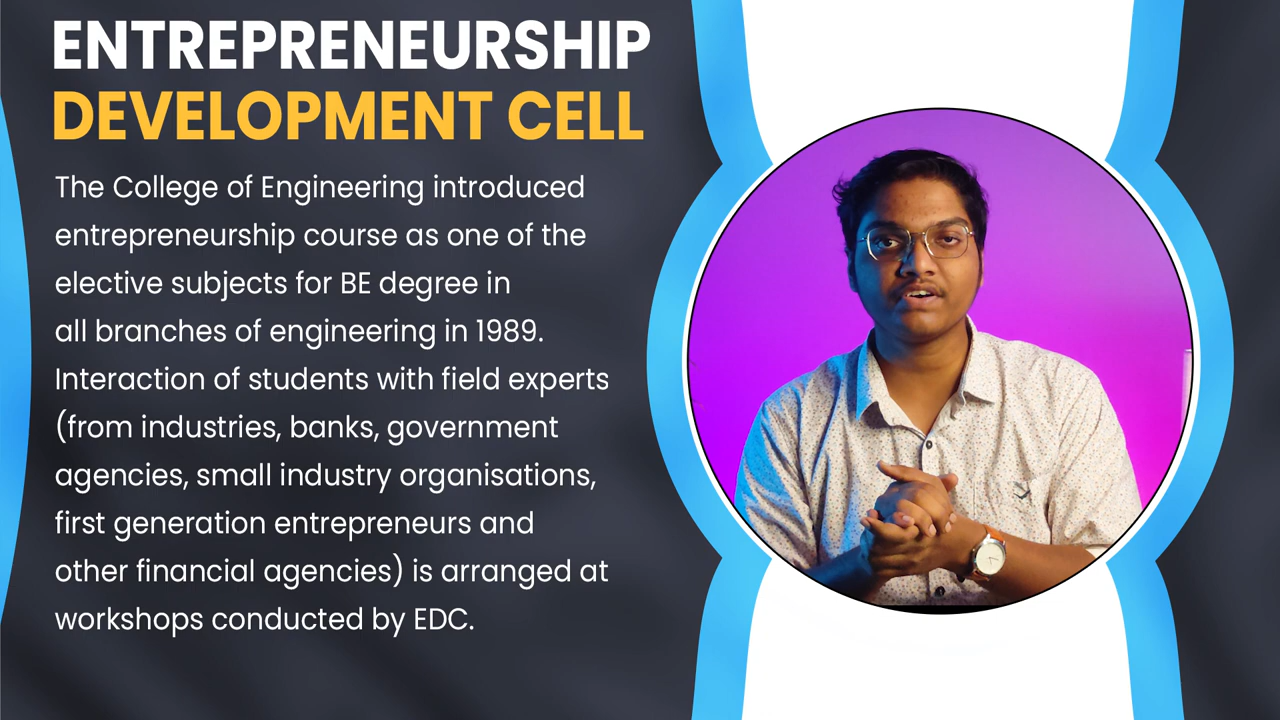 ENTREPRENEURSHIP
DEVELOPMENT CELL
The College of Engineering introduced
entrepreneurship course as one of the
elective subjects for BE degree in
all branches of engineering in 1989.
Interaction of students with field experts
(from industries, banks, government
agencies, small industry organisations,
first generation entrepreneurs and
other financial agencies) is arranged at
workshops conducted by EDC.